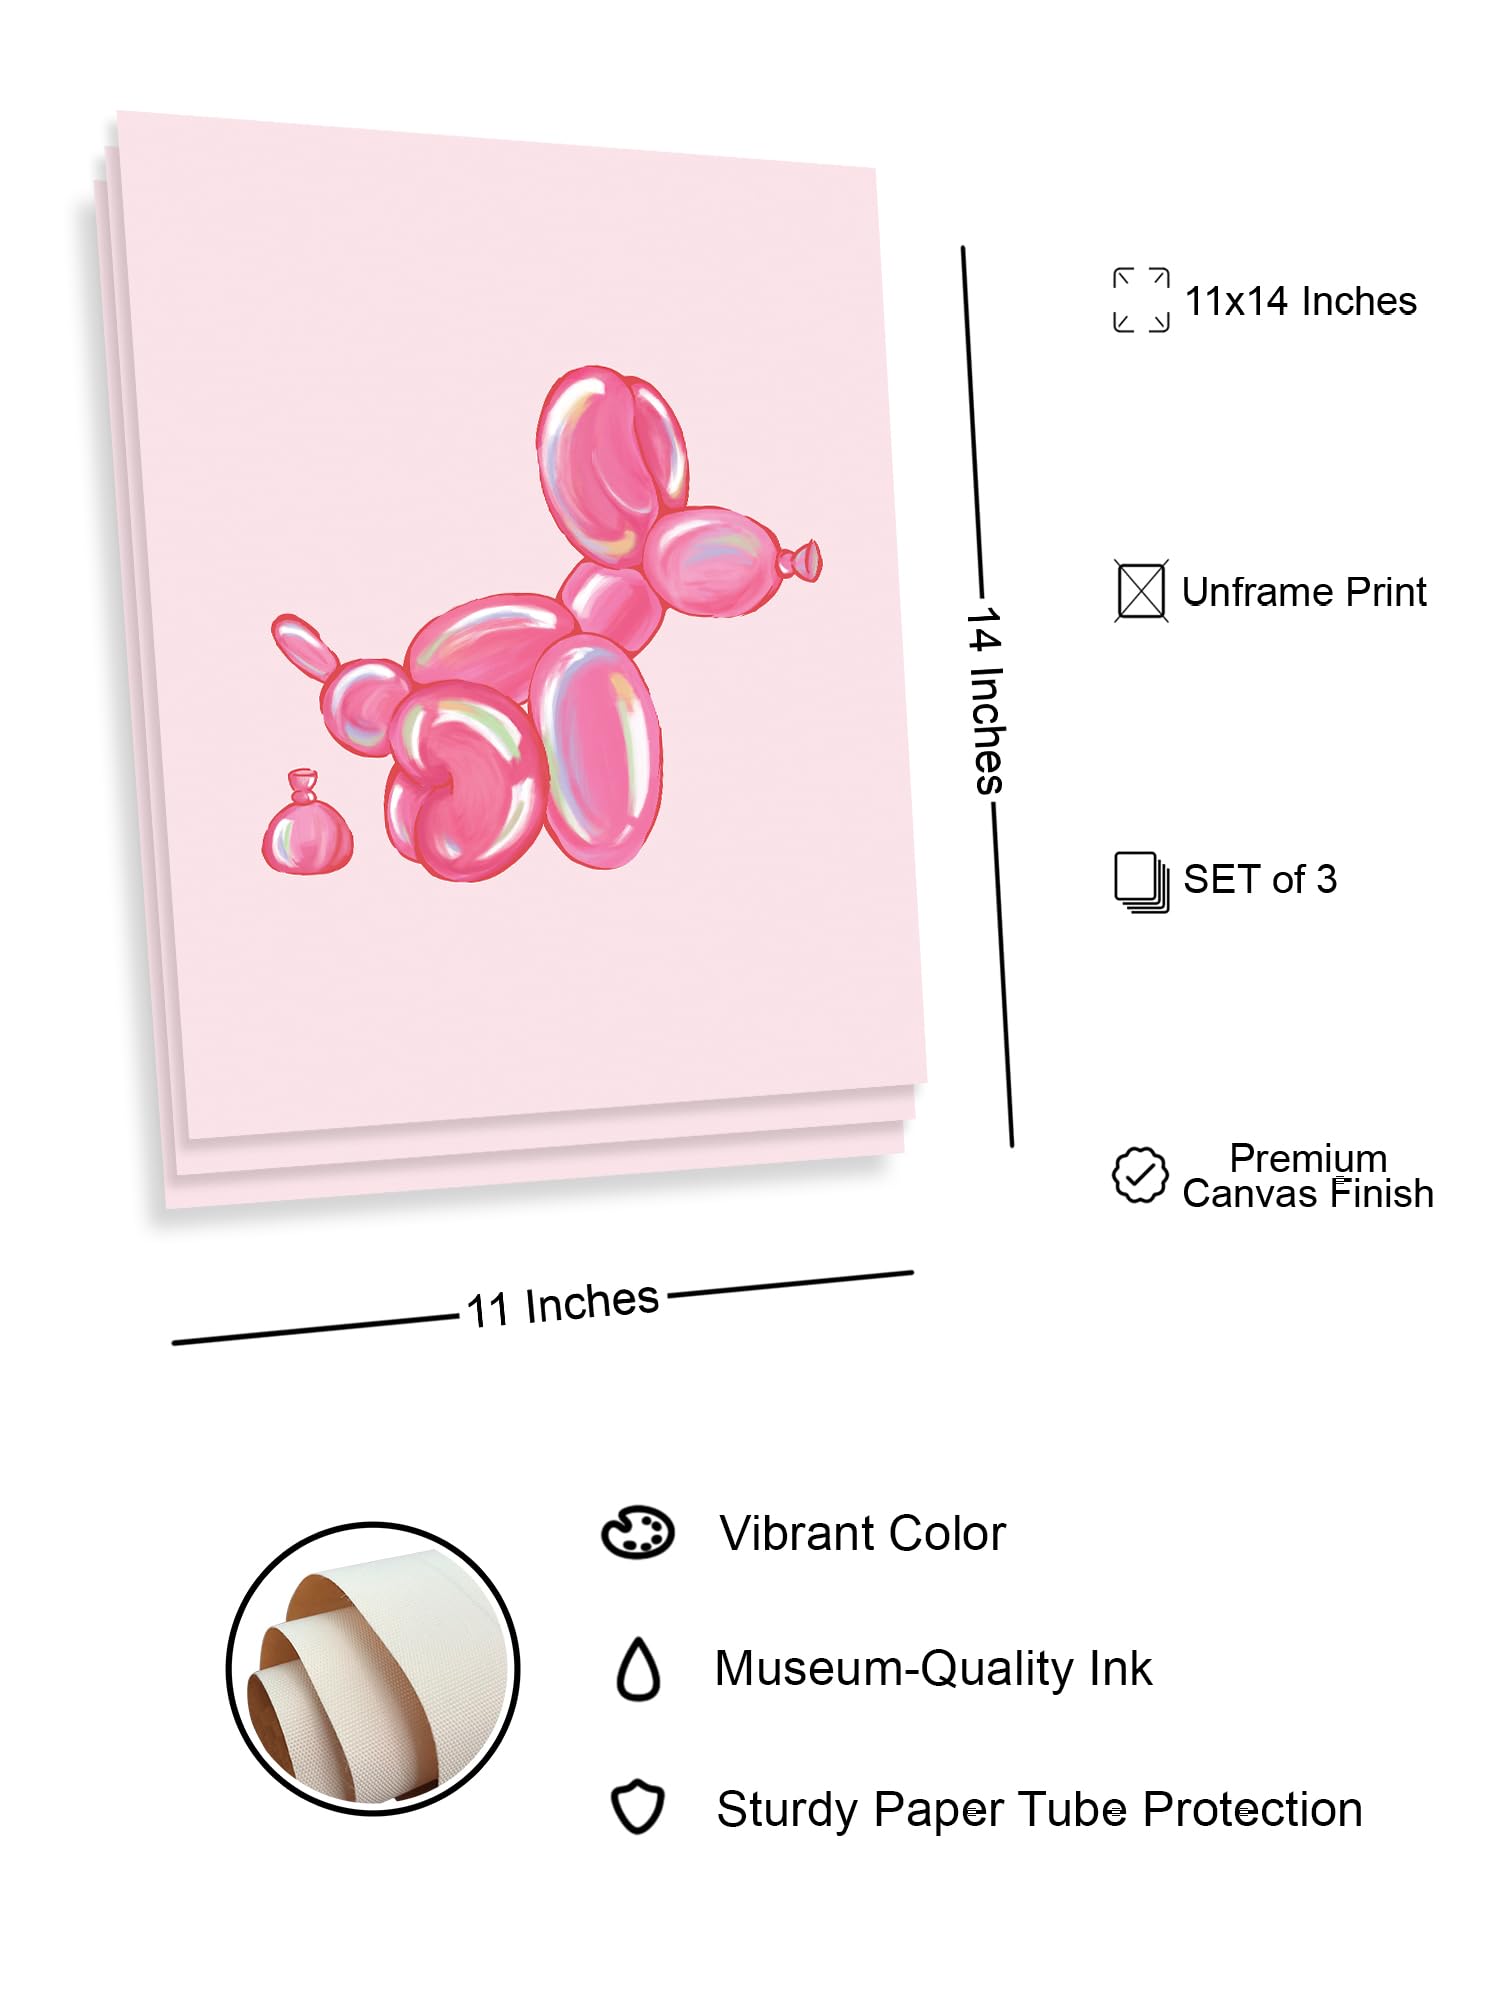 11x14 Inches
Unframe Print
14 Inches
SET of 3
Premium
Canvas Finish
11 Inches
Vibrant Color
Museum-Quality Ink
Sturdy Paper Tube Protection